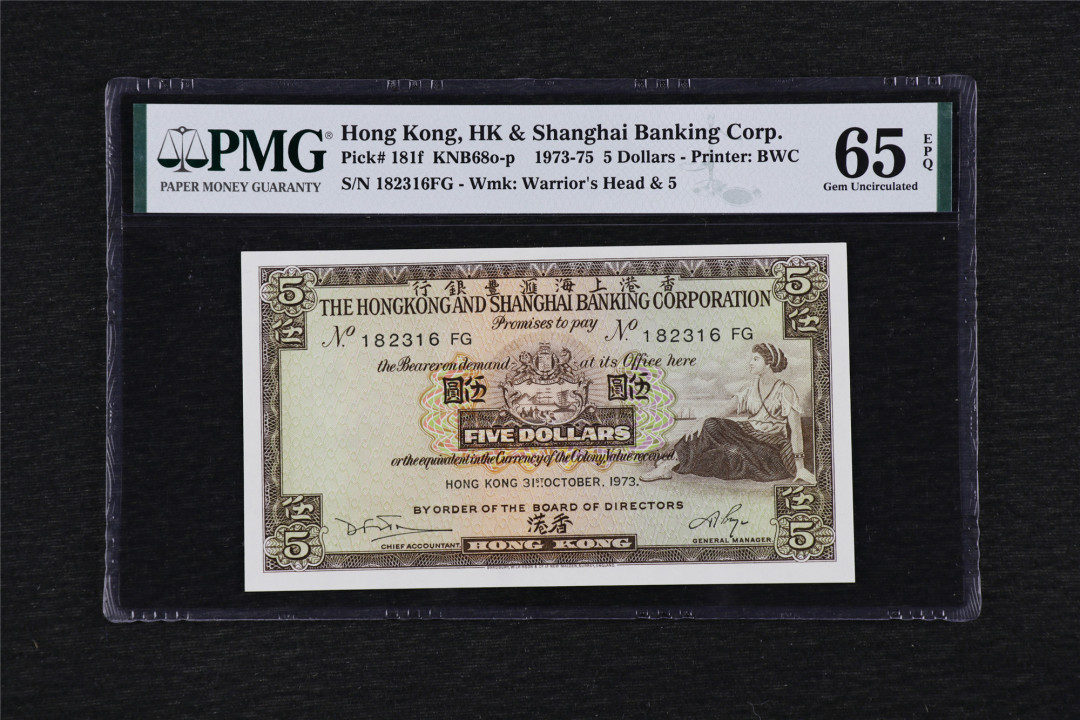 PMG®
PAPER MONEY GUARANTY
Hong Kong, HK & Shanghai Banking Corp.
Pick# 181f KNB68o-p 1973-75 5 Dollars - Printer: BWC
S/N 182316FG - Wmk: Warrior's Head & 5
65
Gem Uncirculated
EPQ
5 5
行銀豐滙海上港香
THE HONGKONG AND SHANGHAI BANKING CORPORATION
伍 伍
Promises to pay
No 182316 FG No 182316 FG
the Bearer on demand at its Office here
圓伍 圓伍
FIVE DOLLARS
or the equivalent in the Currency of the Colony Value received
HONG KONG 31ST OCTOBER, 1973.
BY ORDER OF THE BOARD OF DIRECTORS
伍 伍
港香
5 5
CHIEF ACCOUNTANT. HONG KONG GENERAL MANAGER